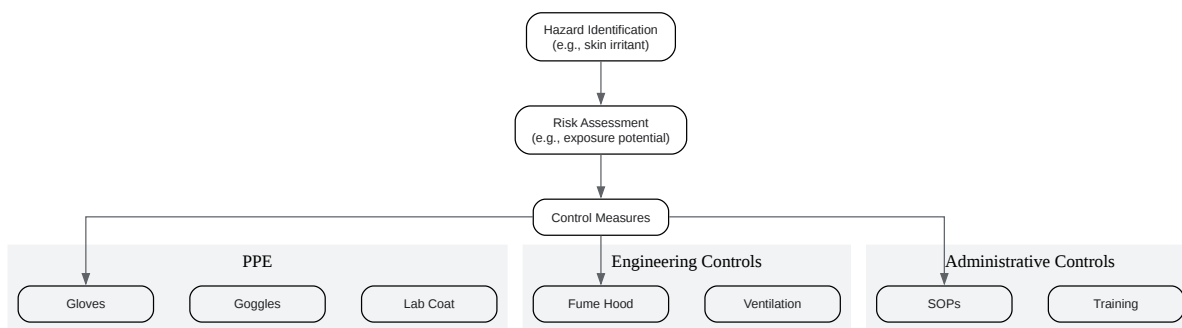 Hazard Identification
(e.g., skin irritant)
Risk Assessment
(e.g., exposure potential)
Control Measures
PPE
Engineering Controls
Administrative Controls
Gloves
Goggles
Lab Coat
Fume Hood
Ventilation
SOPs
Training